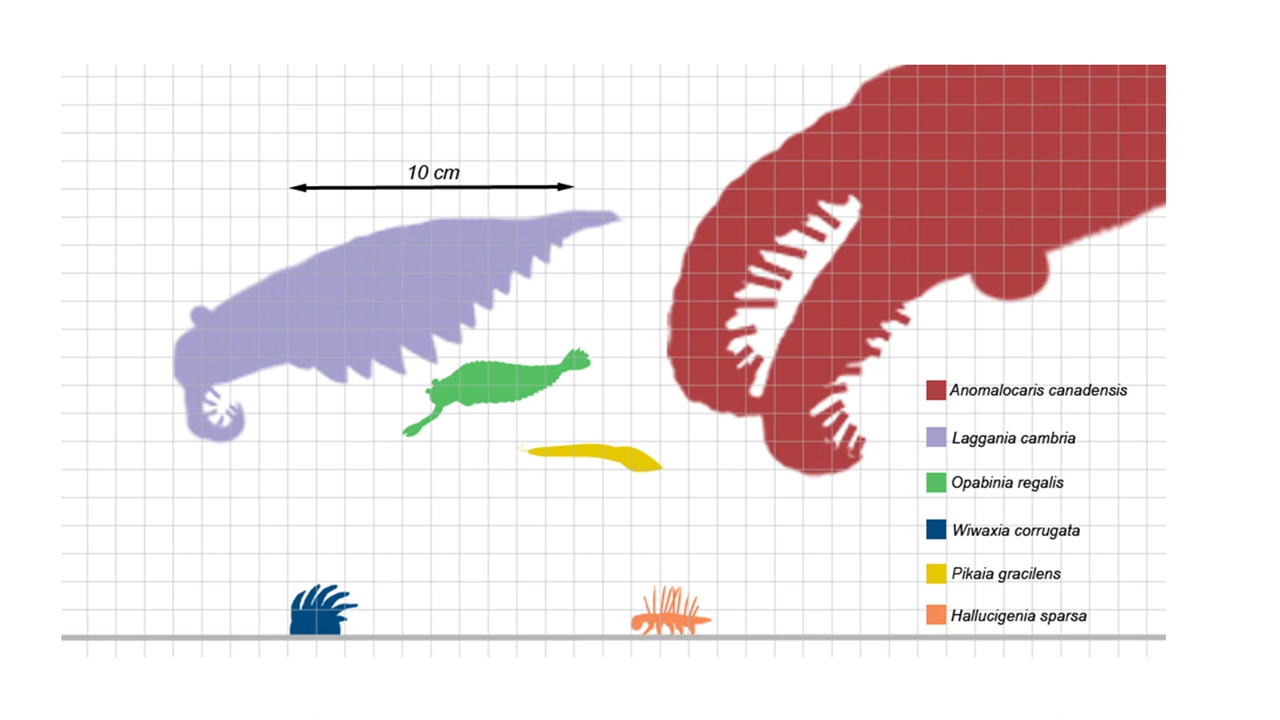 10 cm
Anomalocaris canadensis
Laggania cambria
Opabinia regalis
Wiwaxia corrugata
Pikaia gracilens
Hallucigenia sparsa